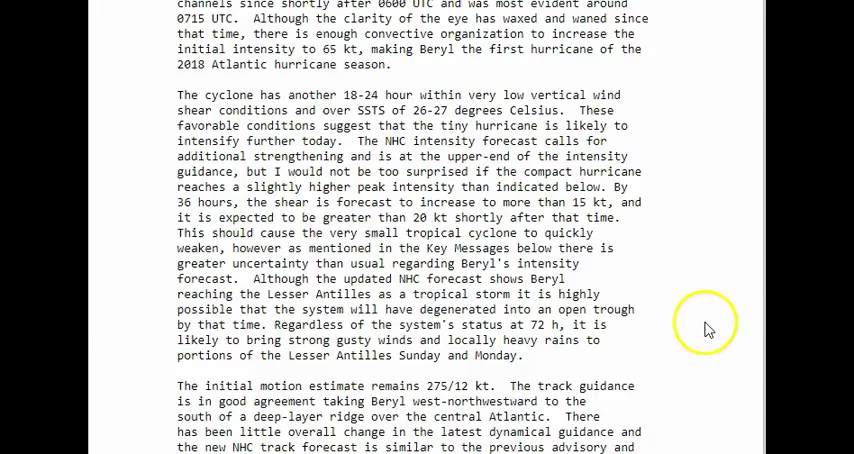 channels since shortly after 0600 UTC and was most evident around
0715 UTC.  Although the clarity of the eye has waxed and waned since
that time, there is enough convective organization to increase the
initial intensity to 65 kt, making Beryl the first hurricane of the
2018 Atlantic hurricane season.
The cyclone has another 18-24 hour within very low vertical wind
shear conditions and over SSTS of 26-27 degrees Celsius.  These
favorable conditions suggest that the tiny hurricane is likely to
intensify further today.  The NHC intensity forecast calls for
additional strengthening and is at the upper-end of the intensity
guidance, but I would not be too surprised if the compact hurricane
reaches a slightly higher peak intensity than indicated below. By
36 hours, the shear is forecast to increase to more than 15 kt, and
it is expected to be greater than 20 kt shortly after that time.
This should cause the very small tropical cyclone to quickly
weaken, however as mentioned in the Key Messages below there is
greater uncertainty than usual regarding Beryl's intensity
forecast.  Although the updated NHC forecast shows Beryl
reaching the Lesser Antilles as a tropical storm it is highly
possible that the system will have degenerated into an open trough
by that time. Regardless of the system's status at 72 h, it is
likely to bring strong gusty winds and locally heavy rains to
portions of the Lesser Antilles Sunday and Monday.
The initial motion estimate remains 275/12 kt.  The track guidance
is in good agreement taking Beryl west-northwestward to the
south of a deep-layer ridge over the central Atlantic.  There
has been little overall change in the latest dynamical guidance and
the new NHC track forecast is similar to the previous advisory and